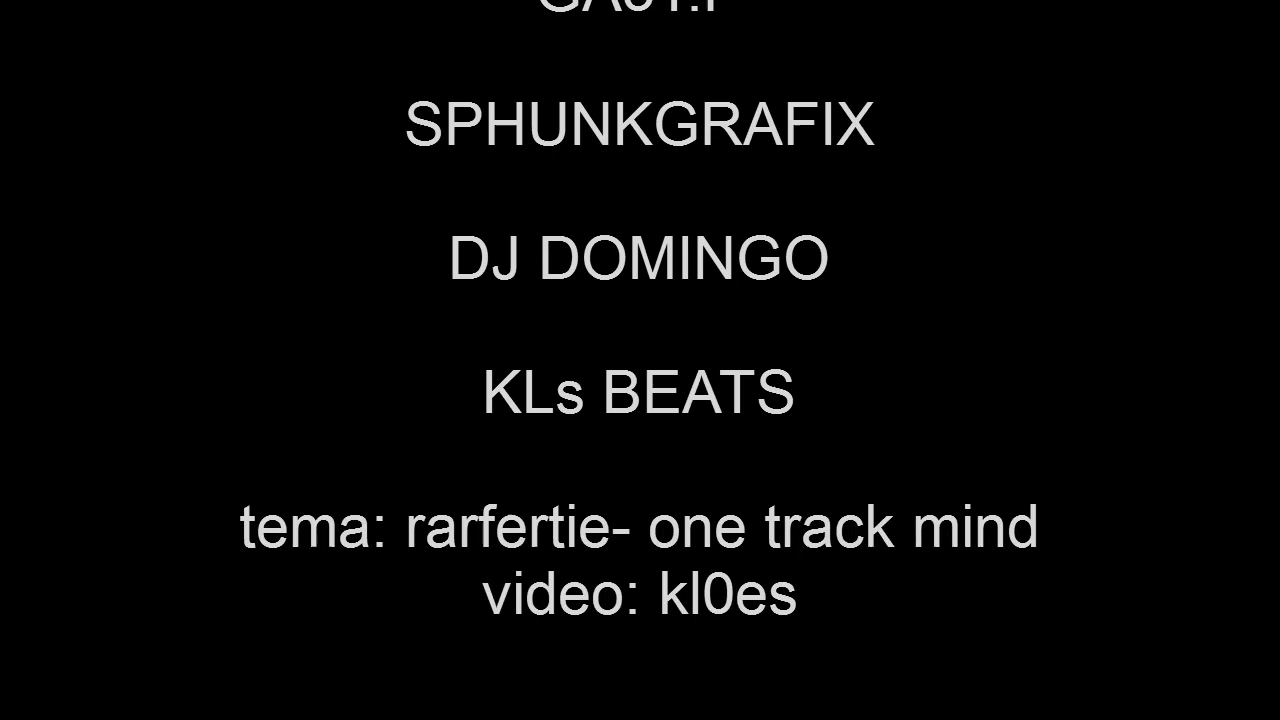 SPHUNKGRAFIX
DJ DOMINGO
KLs BEATS
tema: rarfertie- one track mind
video: kl0es